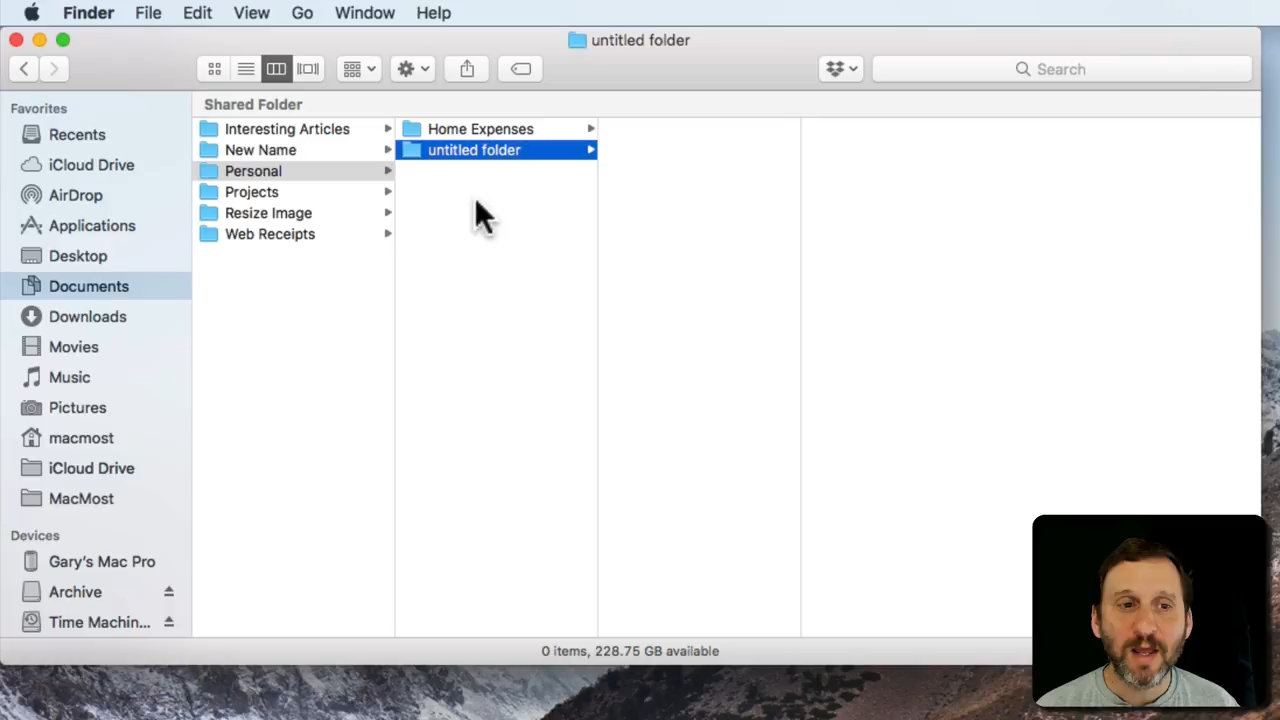 Finder File Edit View Go Window Help
untitled folder
Search
Favorites
Recents
iCloud Drive
AirDrop
Applications
Desktop
Documents
Downloads
Movies
Music
Pictures
macmost
iCloud Drive
MacMost
Devices
Gary's Mac Pro
Archive
Time Machin...
Shared Folder
Interesting Articles
New Name
Personal
Projects
Resize Image
Web Receipts
Home Expenses
untitled folder
0 items, 228.75 GB available